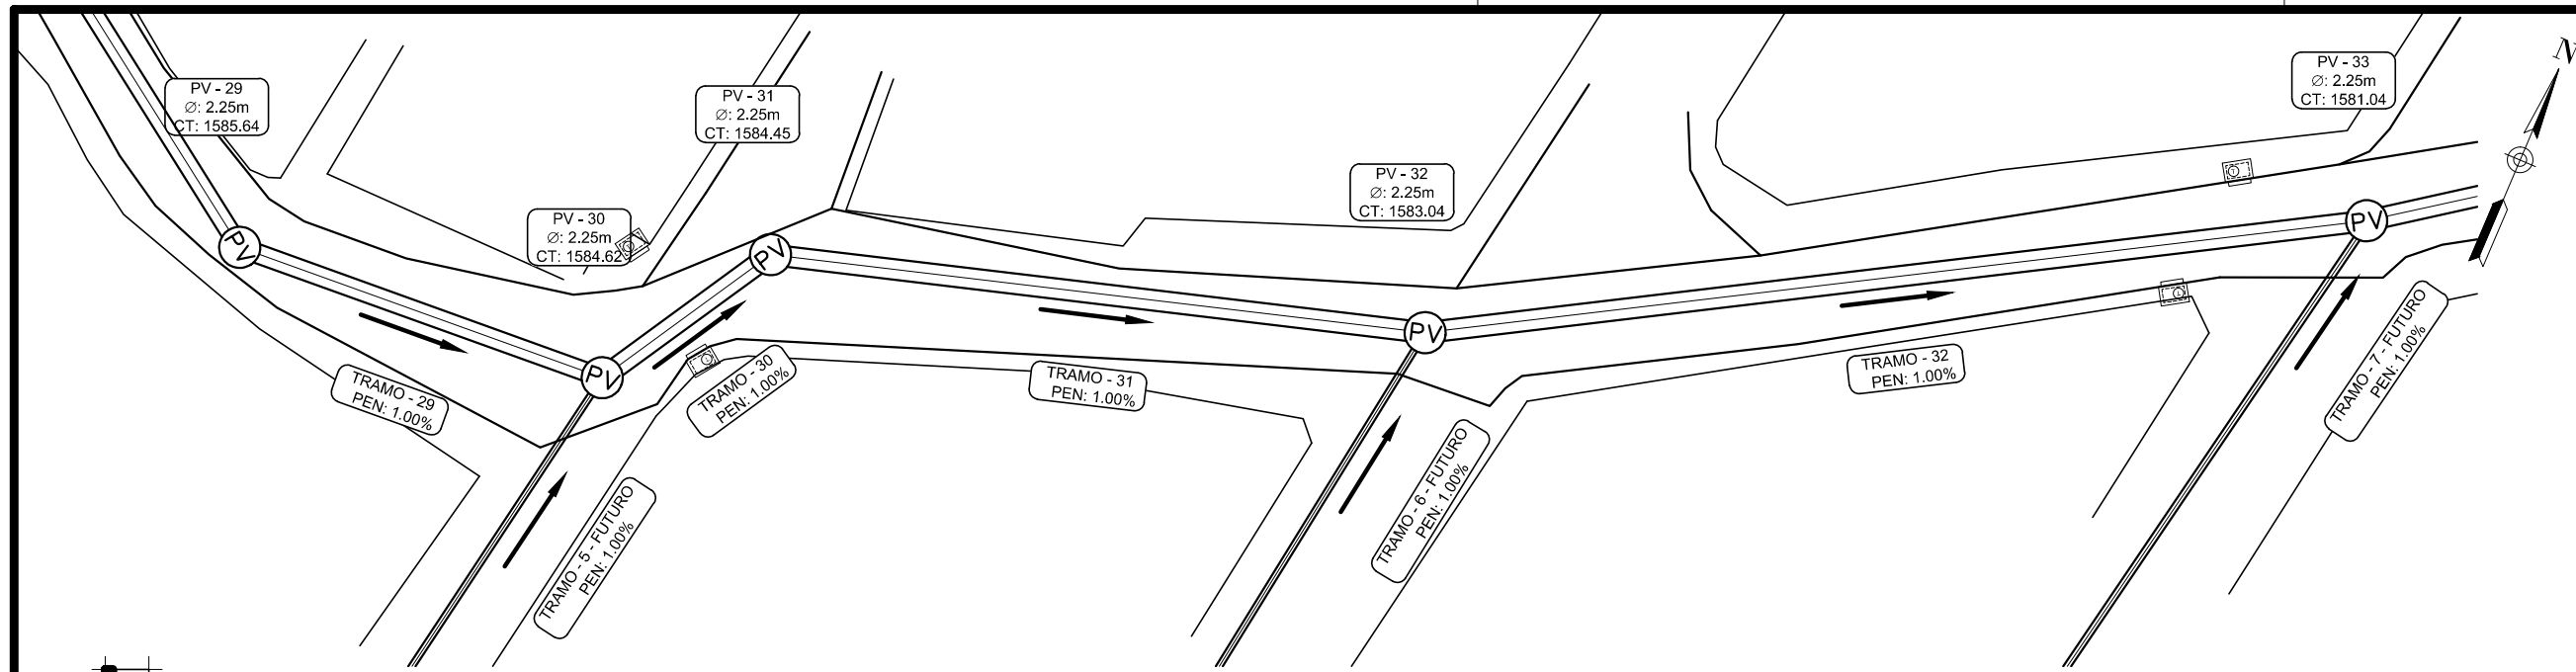 PV - 29
Ø: 2.25m
CT: 1585.64
PV - 31
Ø: 2.25m
CT: 1584.45
PV - 33
Ø: 2.25m
CT: 1581.04
N
PV - 32
Ø: 2.25m
CT: 1583.04
PV - 30
Ø: 2.25m
CT: 1584.62
PV
PV
PV
PV
PV
TRAMO - 29
PEN: 1.00%
TRAMO - 30
PEN: 1.00%
TRAMO - 31
PEN: 1.00%
TRAMO - 32
PEN: 1.00%
TRAMO - 7 - FUTURO
PEN: 1.00%
TRAMO - 5 - FUTURO
PEN: 1.00%
TRAMO - 6 - FUTURO
PEN: 1.00%